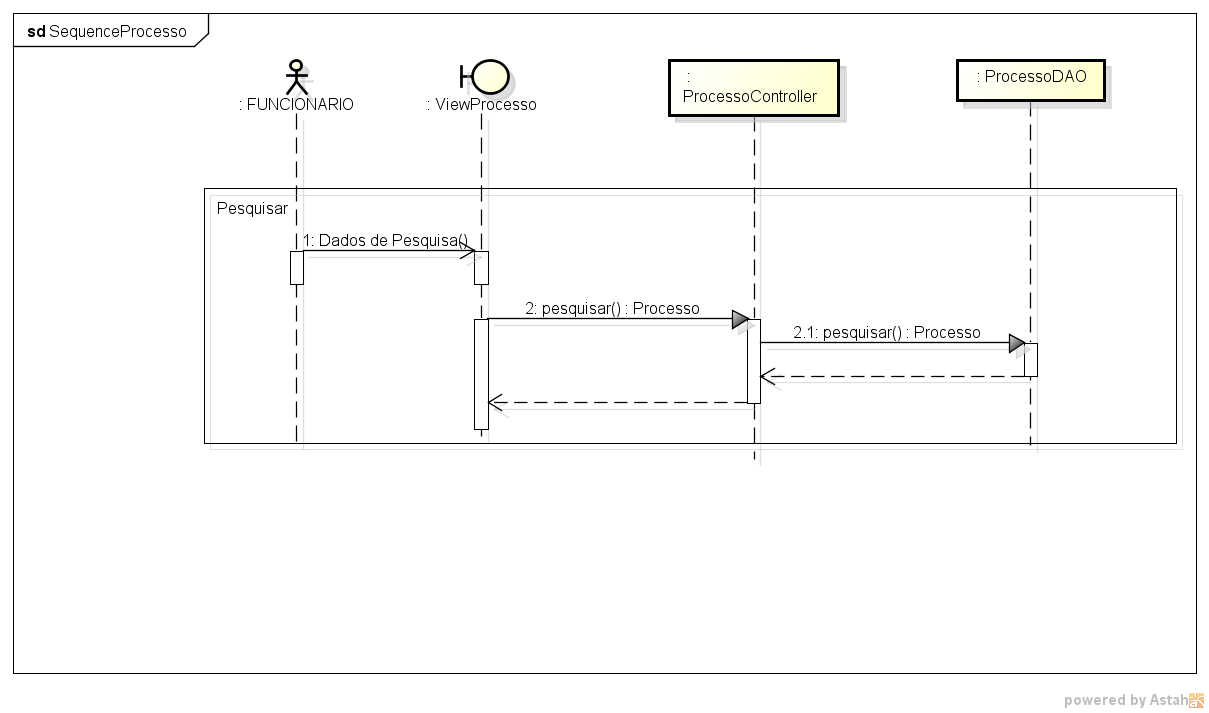 sd SequenceProcesso
: FUNCIONARIO
: ViewProcesso
:
ProcessoController
: ProcessoDAO
Pesquisar
1: Dados de Pesquisa()
2: pesquisar() : Processo
2.1: pesquisar() : Processo
powered by Astah